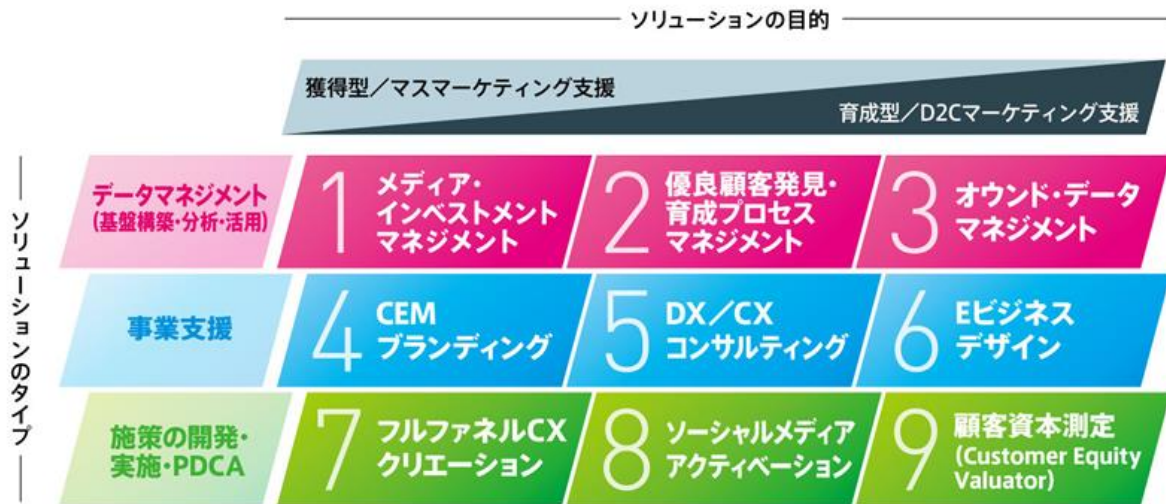 ソリューションの目的
獲得型／マスマーケティング支援
育成型／D2Cマーケティング支援
ソリューションのタイプ
データマネジメント
(基盤構築・分析・活用)
1
メディア・
インベストメント
マネジメント
2
優良顧客発見・
育成プロセス
マネジメント
3
オウンド・データ
マネジメント
事業支援
4
CEM
ブランディング
5
DX／CX
コンサルティング
6
Eビジネス
デザイン
施策の開発・
実施・PDCA
7
フルファネルCX
クリエーション
8
ソーシャルメディア
アクティベーション
9
顧客資本測定
(Customer Equity
Valuator)